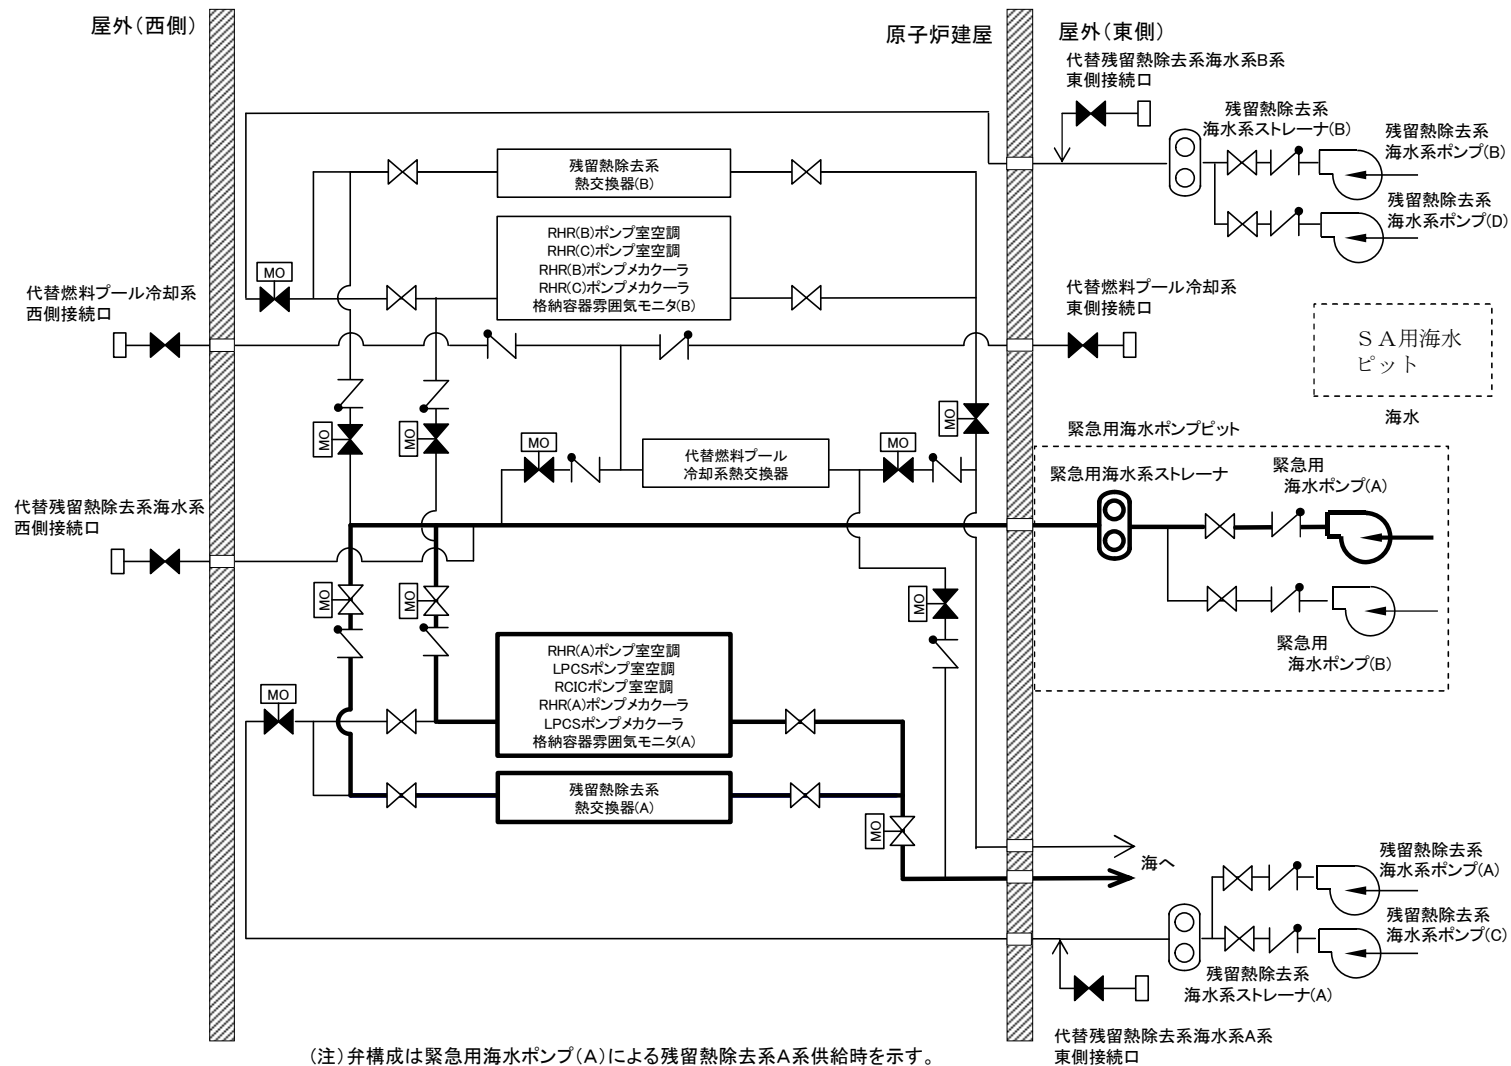 屋外(西側)
原子炉建屋
屋外(東側)
代替残留熱除去系海水系B系
東側接続口
残留熱除去系
海水系ストレーナ(B)
残留熱除去系
海水系ポンプ(B)
残留熱除去系
海水系ポンプ(D)
残留熱除去系
熱交換器(B)
RHR(B)ポンプ室空調
RHR(C)ポンプ室空調
RHR(B)ポンプメカクーラ
RHR(C)ポンプメカクーラ
格納容器雰囲気モニタ(B)
MO
代替燃料プール冷却系
西側接続口
代替燃料プール冷却系
東側接続口
SA用海水
ピット
海水
MO
MO
MO
MO
MO
代替燃料プール
冷却系熱交換器
緊急用海水ポンプピット
緊急用海水系ストレーナ
緊急用
海水ポンプ(A)
代替残留熱除去系海水系
西側接続口
MO
MO
MO
緊急用
海水ポンプ(B)
RHR(A)ポンプ室空調
LPCSポンプ室空調
RCICポンプ室空調
RHR(A)ポンプメカクーラ
LPCSポンプメカクーラ
格納容器雰囲気モニタ(A)
MO
残留熱除去系
熱交換器(A)
MO
海へ
残留熱除去系
海水系ポンプ(A)
残留熱除去系
海水系ポンプ(C)
残留熱除去系
海水系ストレーナ(A)
代替残留熱除去系海水系A系
東側接続口
(注)弁構成は緊急用海水ポンプ(A)による残留熱除去系A系供給時を示す。